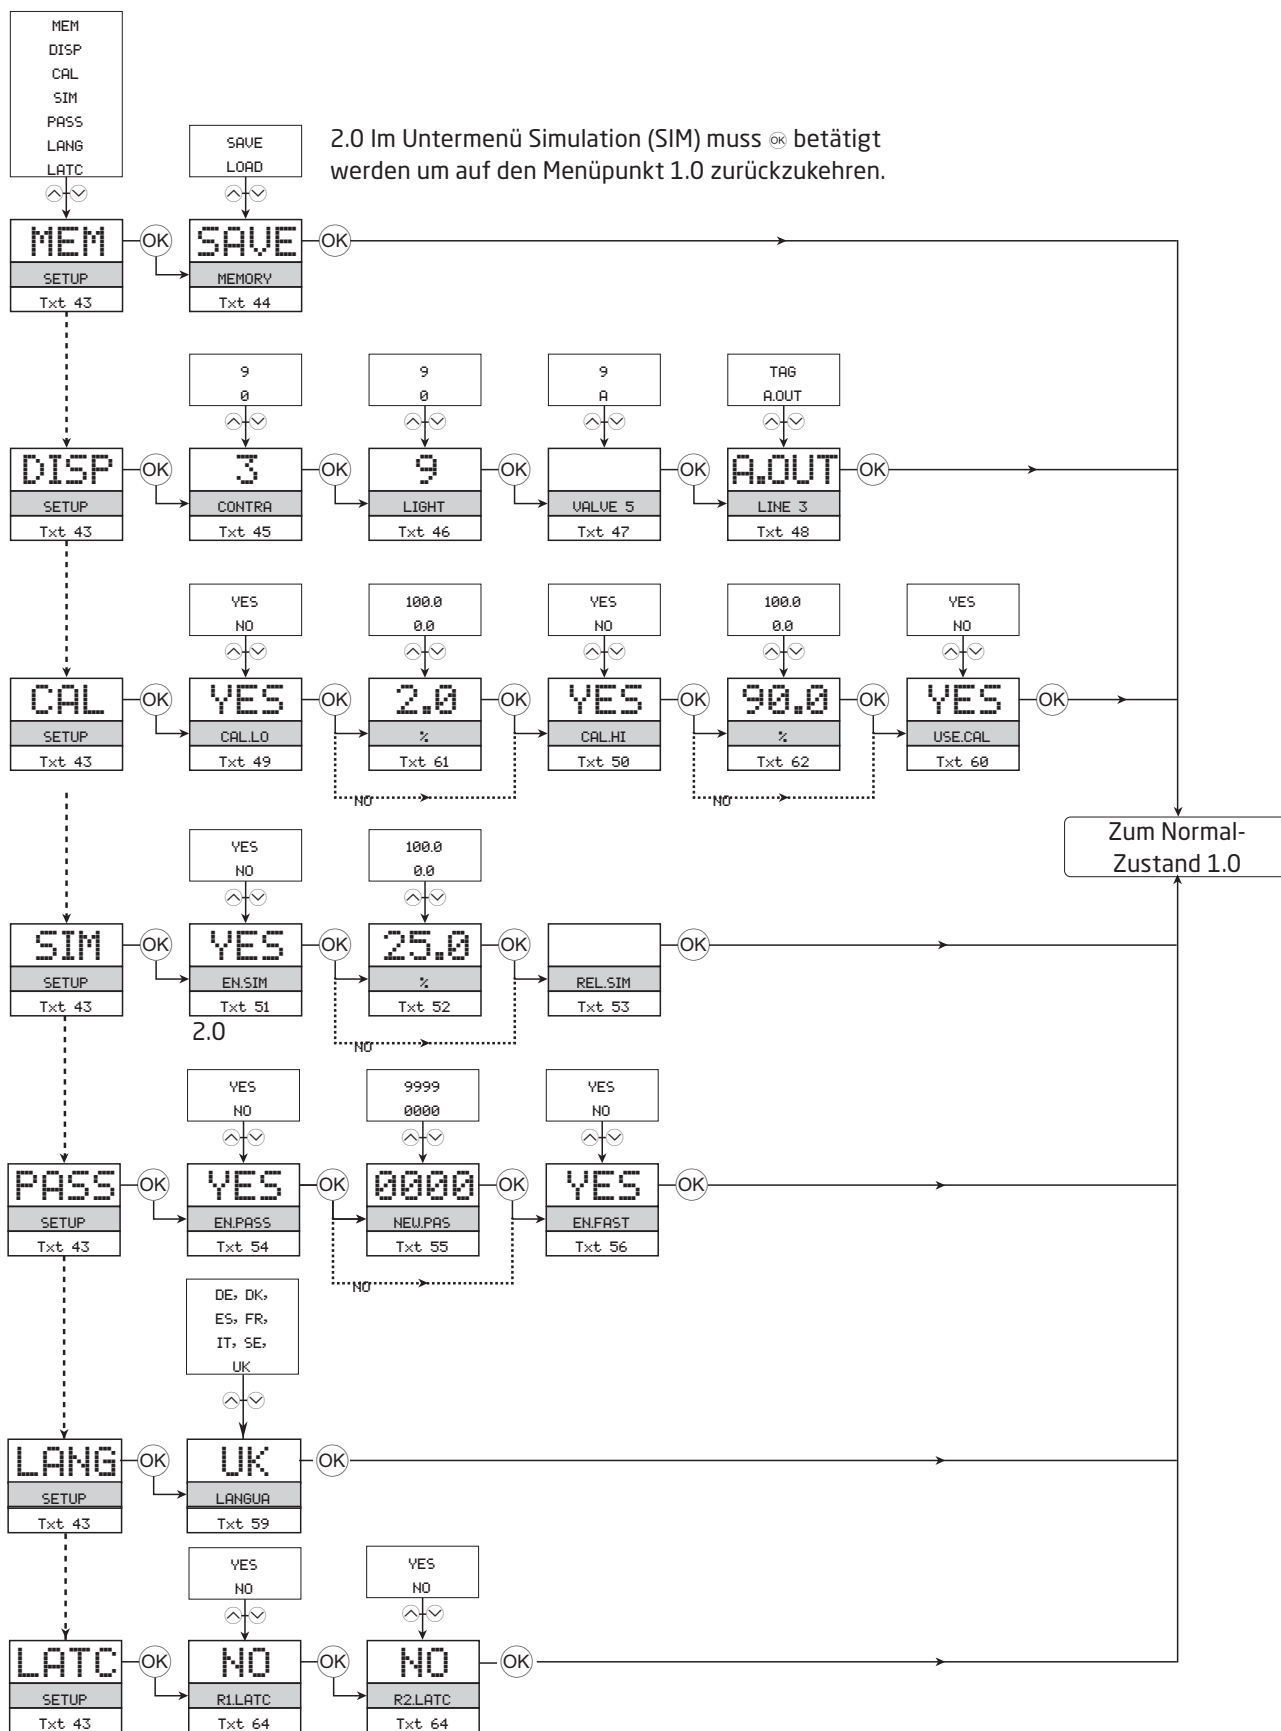 MEM
DISP
CAL
SIM
PASS
LANG
LATC
SAVE
LOAD
2.0 Im Untermenü Simulation (SIM) muss OK betätigt
werden um auf den Menüpunkt 1.0 zurückzukehren.
MEM OK SAVE OK
SETUP MEMORY
Txt 43 Txt 44
9 9 9 TAG
0 0 A A.OUT
DISP OK 3 OK 9 OK OK A.OUT OK
SETUP CONTRA LIGHT VALVE 5 LINE 3
Txt 43 Txt 45 Txt 46 Txt 47 Txt 48
YES 100.0 YES 100.0 YES
NO 0.0 NO 0.0 NO
CAL OK YES OK 2.0 OK YES OK 90.0 OK YES OK
SETUP CAL.LO % CAL.HI % USE.CAL
Txt 43 Txt 49 Txt 61 Txt 50 Txt 62 Txt 60
NO NO
Zum Normal-
Zustand 1.0
YES 100.0
NO 0.0
SIM OK YES OK 25.0 OK OK
SETUP EN.SIM % REL.SIM
Txt 43 Txt 51 Txt 52 Txt 53
2.0
NO
YES 9999 YES
NO 0000 NO
PASS OK YES OK 0000 OK YES OK
SETUP EN.PASS NEW.PAS EN.FAST
Txt 43 Txt 54 Txt 55 Txt 56
NO
DE, DK,
ES, FR,
IT, SE,
UK
LANG OK UK OK
SETUP LANGUA
Txt 43 Txt 59
YES YES
NO NO
LATC OK NO OK NO OK
SETUP R1.LATC R2.LATC
Txt 43 Txt 64 Txt 64